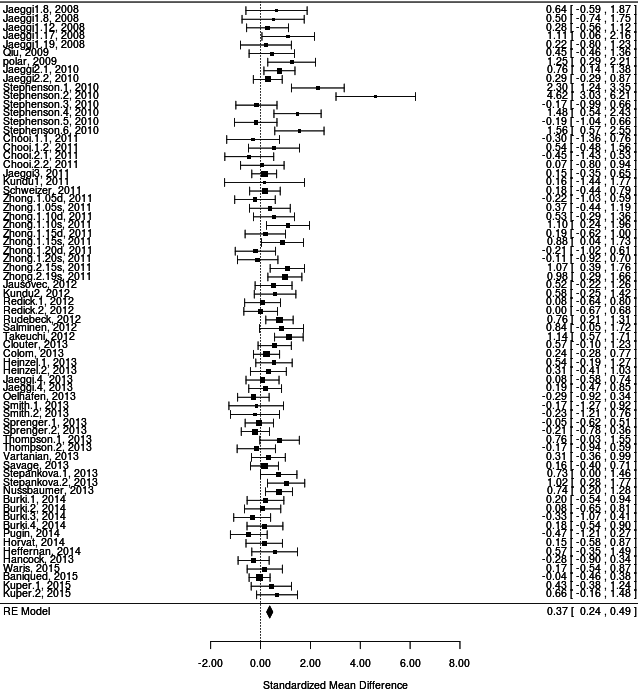 Jaeggi1.8, 2008 0.64 [ -0.59 , 1.87 ]
Jaeggi1.8, 2008 0.50 [ -0.74 , 1.75 ]
Jaeggi1.12, 2008 0.28 [ -0.56 , 1.12 ]
Jaeggi1.17, 2008 1.11 [ 0.06 , 2.16 ]
Jaeggi1.19, 2008 0.22 [ -0.80 , 1.23 ]
Qiu, 2009 0.45 [ -0.46 , 1.36 ]
polar, 2009 1.25 [ 0.29 , 2.21 ]
Jaeggi2.1, 2010 0.76 [ 0.14 , 1.38 ]
Jaeggi2.2, 2010 0.29 [ -0.29 , 0.87 ]
Stephenson.1, 2010 2.30 [ 1.24 , 3.35 ]
Stephenson.2, 2010 4.62 [ 3.03 , 6.21 ]
Stephenson.3, 2010 -0.17 [ -0.99 , 0.66 ]
Stephenson.4, 2010 1.48 [ 0.54 , 2.43 ]
Stephenson.5, 2010 -0.19 [ -1.04 , 0.66 ]
Stephenson.6, 2010 1.56 [ 0.57 , 2.55 ]
Chooi.1.1, 2011 -0.30 [ -1.36 , 0.76 ]
Chooi.1.2, 2011 0.54 [ -0.48 , 1.56 ]
Chooi.2.1, 2011 -0.45 [ -1.43 , 0.53 ]
Chooi.2.2, 2011 0.07 [ -0.80 , 0.94 ]
Jaeggi3, 2011 0.15 [ -0.35 , 0.65 ]
Kundu1, 2011 0.16 [ -1.44 , 1.77 ]
Schweizer, 2011 0.18 [ -0.44 , 0.79 ]
Zhong.1.05d, 2011 -0.22 [ -1.03 , 0.59 ]
Zhong.1.05s, 2011 0.37 [ -0.44 , 1.19 ]
Zhong.1.10d, 2011 0.53 [ -0.29 , 1.36 ]
Zhong.1.10s, 2011 1.10 [ 0.24 , 1.96 ]
Zhong.1.15d, 2011 0.19 [ -0.62 , 1.00 ]
Zhong.1.15s, 2011 0.88 [ 0.04 , 1.73 ]
Zhong.1.20d, 2011 -0.21 [ -1.02 , 0.61 ]
Zhong.1.20s, 2011 -0.11 [ -0.92 , 0.70 ]
Zhong.2.15s, 2011 1.07 [ 0.39 , 1.76 ]
Zhong.2.19s, 2011 0.98 [ 0.29 , 1.66 ]
Jausovec, 2012 0.52 [ -0.22 , 1.26 ]
Kundu2, 2012 0.58 [ -0.25 , 1.42 ]
Redick.1, 2012 0.08 [ -0.64 , 0.80 ]
Redick.2, 2012 0.00 [ -0.67 , 0.68 ]
Rudebeck, 2012 0.76 [ 0.21 , 1.31 ]
Salminen, 2012 0.84 [ -0.05 , 1.72 ]
Takeuchi, 2012 1.14 [ 0.57 , 1.71 ]
Clouter, 2013 0.57 [ -0.10 , 1.23 ]
Colom, 2013 0.24 [ -0.28 , 0.77 ]
Heinzel.1, 2013 0.54 [ -0.19 , 1.27 ]
Heinzel.2, 2013 0.31 [ -0.41 , 1.03 ]
Jaeggi.4, 2013 0.08 [ -0.58 , 0.74 ]
Jaeggi.4, 2013 0.19 [ -0.47 , 0.85 ]
Oelhafen, 2013 -0.29 [ -0.92 , 0.34 ]
Smith.1, 2013 -0.17 [ -1.27 , 0.92 ]
Smith.2, 2013 -0.23 [ -1.21 , 0.76 ]
Sprenger.1, 2013 -0.05 [ -0.62 , 0.51 ]
Sprenger.2, 2013 -0.21 [ -0.78 , 0.36 ]
Thompson.1, 2013 0.76 [ -0.03 , 1.55 ]
Thompson.2, 2013 -0.17 [ -0.94 , 0.59 ]
Vartanian, 2013 0.31 [ -0.36 , 0.99 ]
Savage, 2013 0.16 [ -0.40 , 0.71 ]
Stepankova.1, 2013 0.73 [ 0.00 , 1.46 ]
Stepankova.2, 2013 1.02 [ 0.28 , 1.77 ]
Nussbaumer, 2013 0.74 [ 0.20 , 1.28 ]
Burki.1, 2014 0.20 [ -0.54 , 0.94 ]
Burki.2, 2014 0.08 [ -0.65 , 0.81 ]
Burki.3, 2014 -0.33 [ -1.07 , 0.41 ]
Burki.4, 2014 0.18 [ -0.54 , 0.90 ]
Pugin, 2014 -0.47 [ -1.21 , 0.27 ]
Horvat, 2014 0.15 [ -0.58 , 0.87 ]
Heffernan, 2014 0.57 [ -0.35 , 1.49 ]
Hancock, 2013 -0.28 [ -0.90 , 0.34 ]
Waris, 2015 0.17 [ -0.54 , 0.87 ]
Baniqued, 2015 -0.04 [ -0.46 , 0.38 ]
Kuper.1, 2015 0.43 [ -0.38 , 1.24 ]
Kuper.2, 2015 0.66 [ -0.16 , 1.48 ]
RE Model 0.37 [ 0.24 , 0.49 ]
-2.00 0.00 2.00 4.00 6.00
Standardized Mean Difference